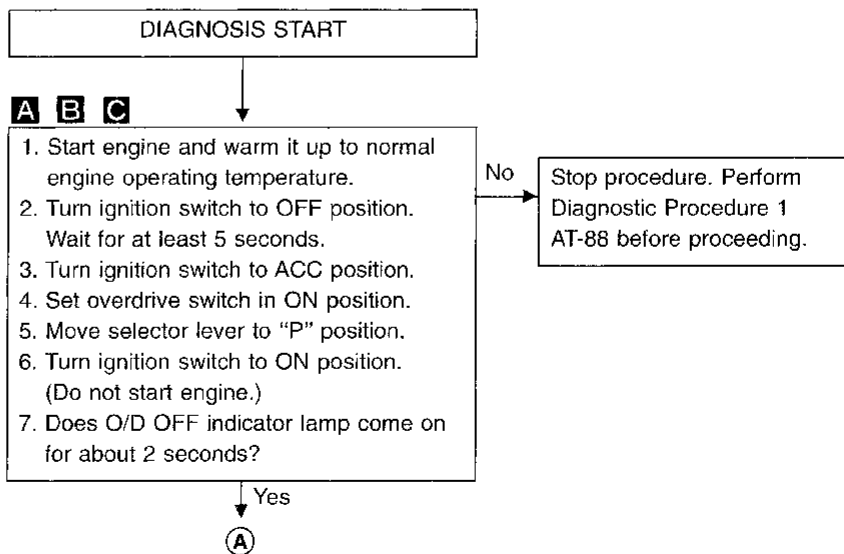 DIAGNOSIS START
A B C
1. Start engine and warm it up to normal
engine operating temperature.
2. Turn ignition switch to OFF position.
Wait for at least 5 seconds.
3. Turn ignition switch to ACC position.
4. Set overdrive switch in ON position.
5. Move selector lever to “P” position.
6. Turn ignition switch to ON position.
(Do not start engine.)
7. Does O/D OFF indicator lamp come on
for about 2 seconds?
No
Stop procedure. Perform
Diagnostic Procedure 1
AT-88 before proceeding.
Yes
A